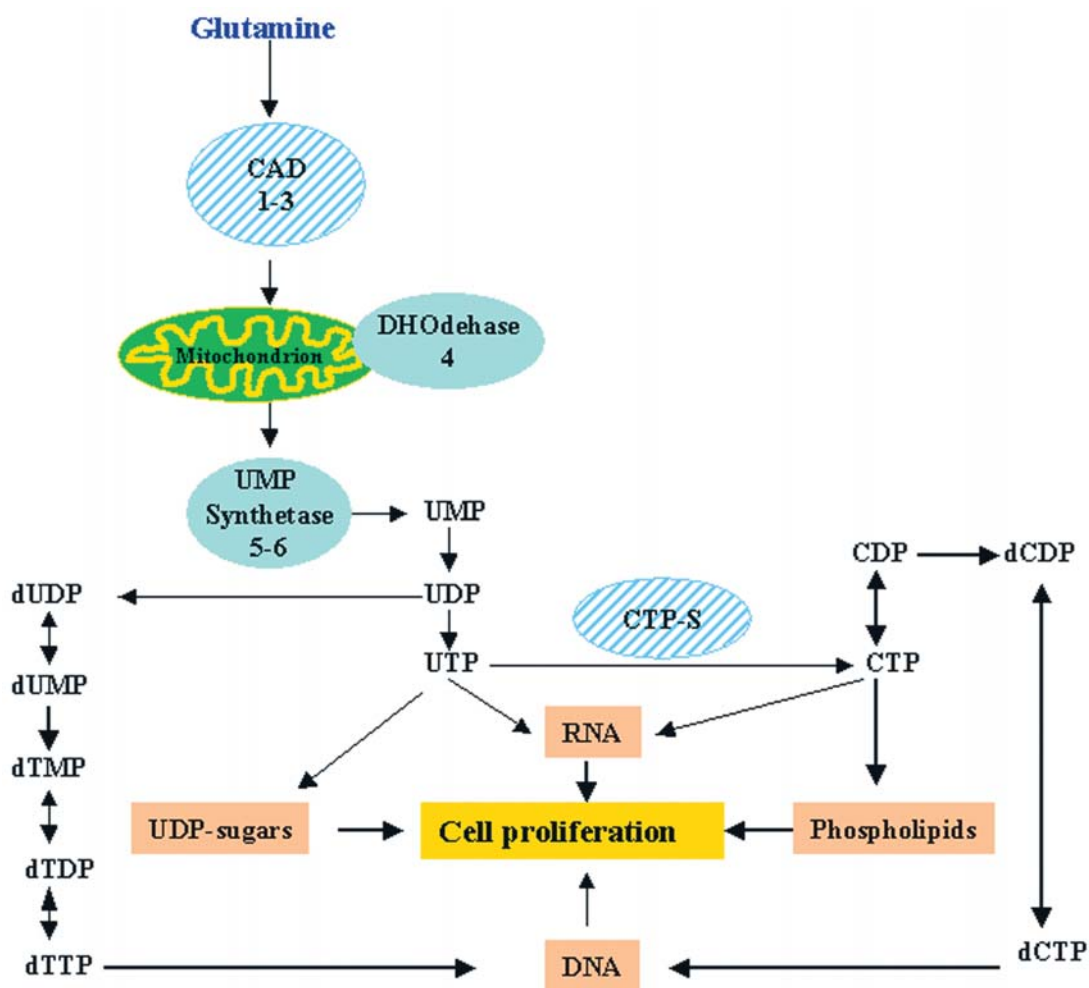 Glutamine
CAD
1-3
Mitochondrion
DHOdehase
4
UMP
Synthetase
5-6
UMP
CDP
dCDP
dUDP
UDP
CTP-S
UTP
CTP
dUMP
RNA
dTMP
UDP-sugars
Cell proliferation
Phospholipids
dTDP
dTTP
DNA
dCTP